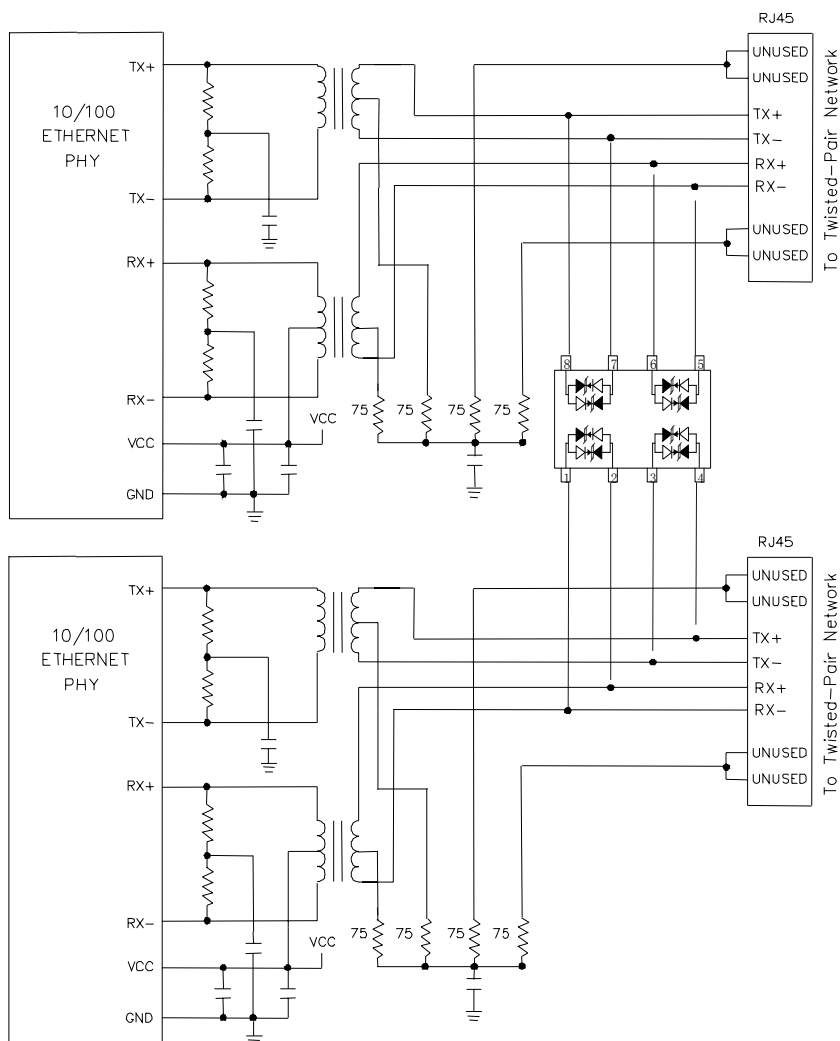 RJ45
UNUSED
UNUSED
TX+
TX-
RX+
RX-
UNUSED
UNUSED
To Twisted-Pair Network
TX+
10/100
ETHERNET
PHY
TX-
RX+
RX-
VCC
GND
VCC
75
75
75
75
8
7
6
5
1
2
3
4
RJ45
UNUSED
UNUSED
TX+
TX-
RX+
RX-
UNUSED
UNUSED
To Twisted-Pair Network
TX+
10/100
ETHERNET
PHY
TX-
RX+
RX-
VCC
GND
VCC
75
75
75
75